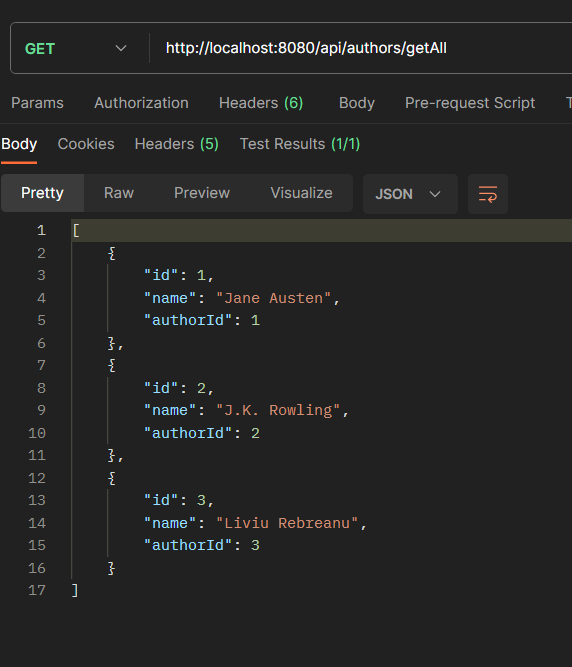 GET http://localhost:8080/api/authors/getAll
Params Authorization Headers (6) Body Pre-request Script T
Body Cookies Headers (5) Test Results (1/1)
Pretty Raw Preview Visualize JSON
1 [
2 {
3 "id": 1,
4 "name": "Jane Austen",
5 "authorId": 1
6 },
7 {
8 "id": 2,
9 "name": "J.K. Rowling",
10 "authorId": 2
11 },
12 {
13 "id": 3,
14 "name": "Liviu Rebreanu",
15 "authorId": 3
16 }
17 ]